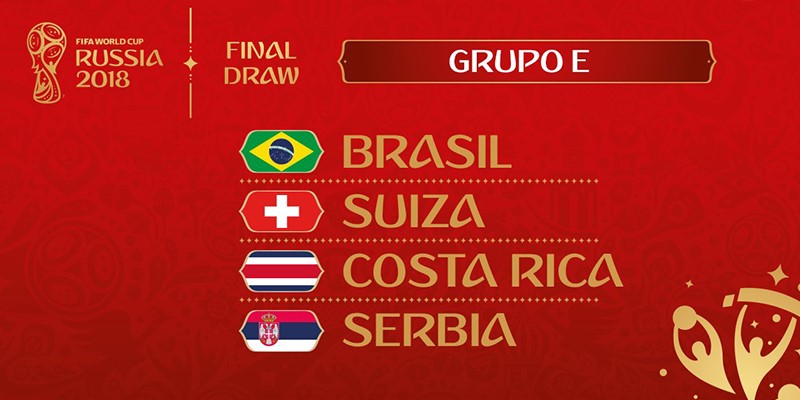 FIFA WORLD CUP
RUSSIA
2018
FINAL
DRAW
GRUPO E
BRASIL
SUIZA
COSTA RICA
SERBIA